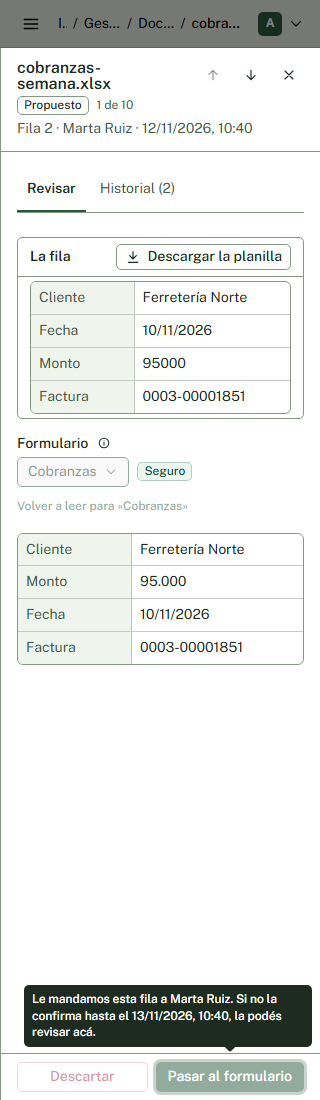 I... / Ges... / Doc... / cobra... A
cobranzas-
semana.xlsx
Propuesto 1 de 10
Fila 2 · Marta Ruiz · 12/11/2026, 10:40
Revisar Historial (2)
La fila Descargar la planilla
Cliente Ferretería Norte
Fecha 10/11/2026
Monto 95000
Factura 0003-00001851
Formulario
Cobranzas Seguro
Volver a leer para «Cobranzas»
Cliente Ferretería Norte
Monto 95.000
Fecha 10/11/2026
Factura 0003-00001851
Le mandamos esta fila a Marta Ruiz. Si no la
confirma hasta el 13/11/2026, 10:40, la podés
revisar acá.
Descartar Pasar al formulario